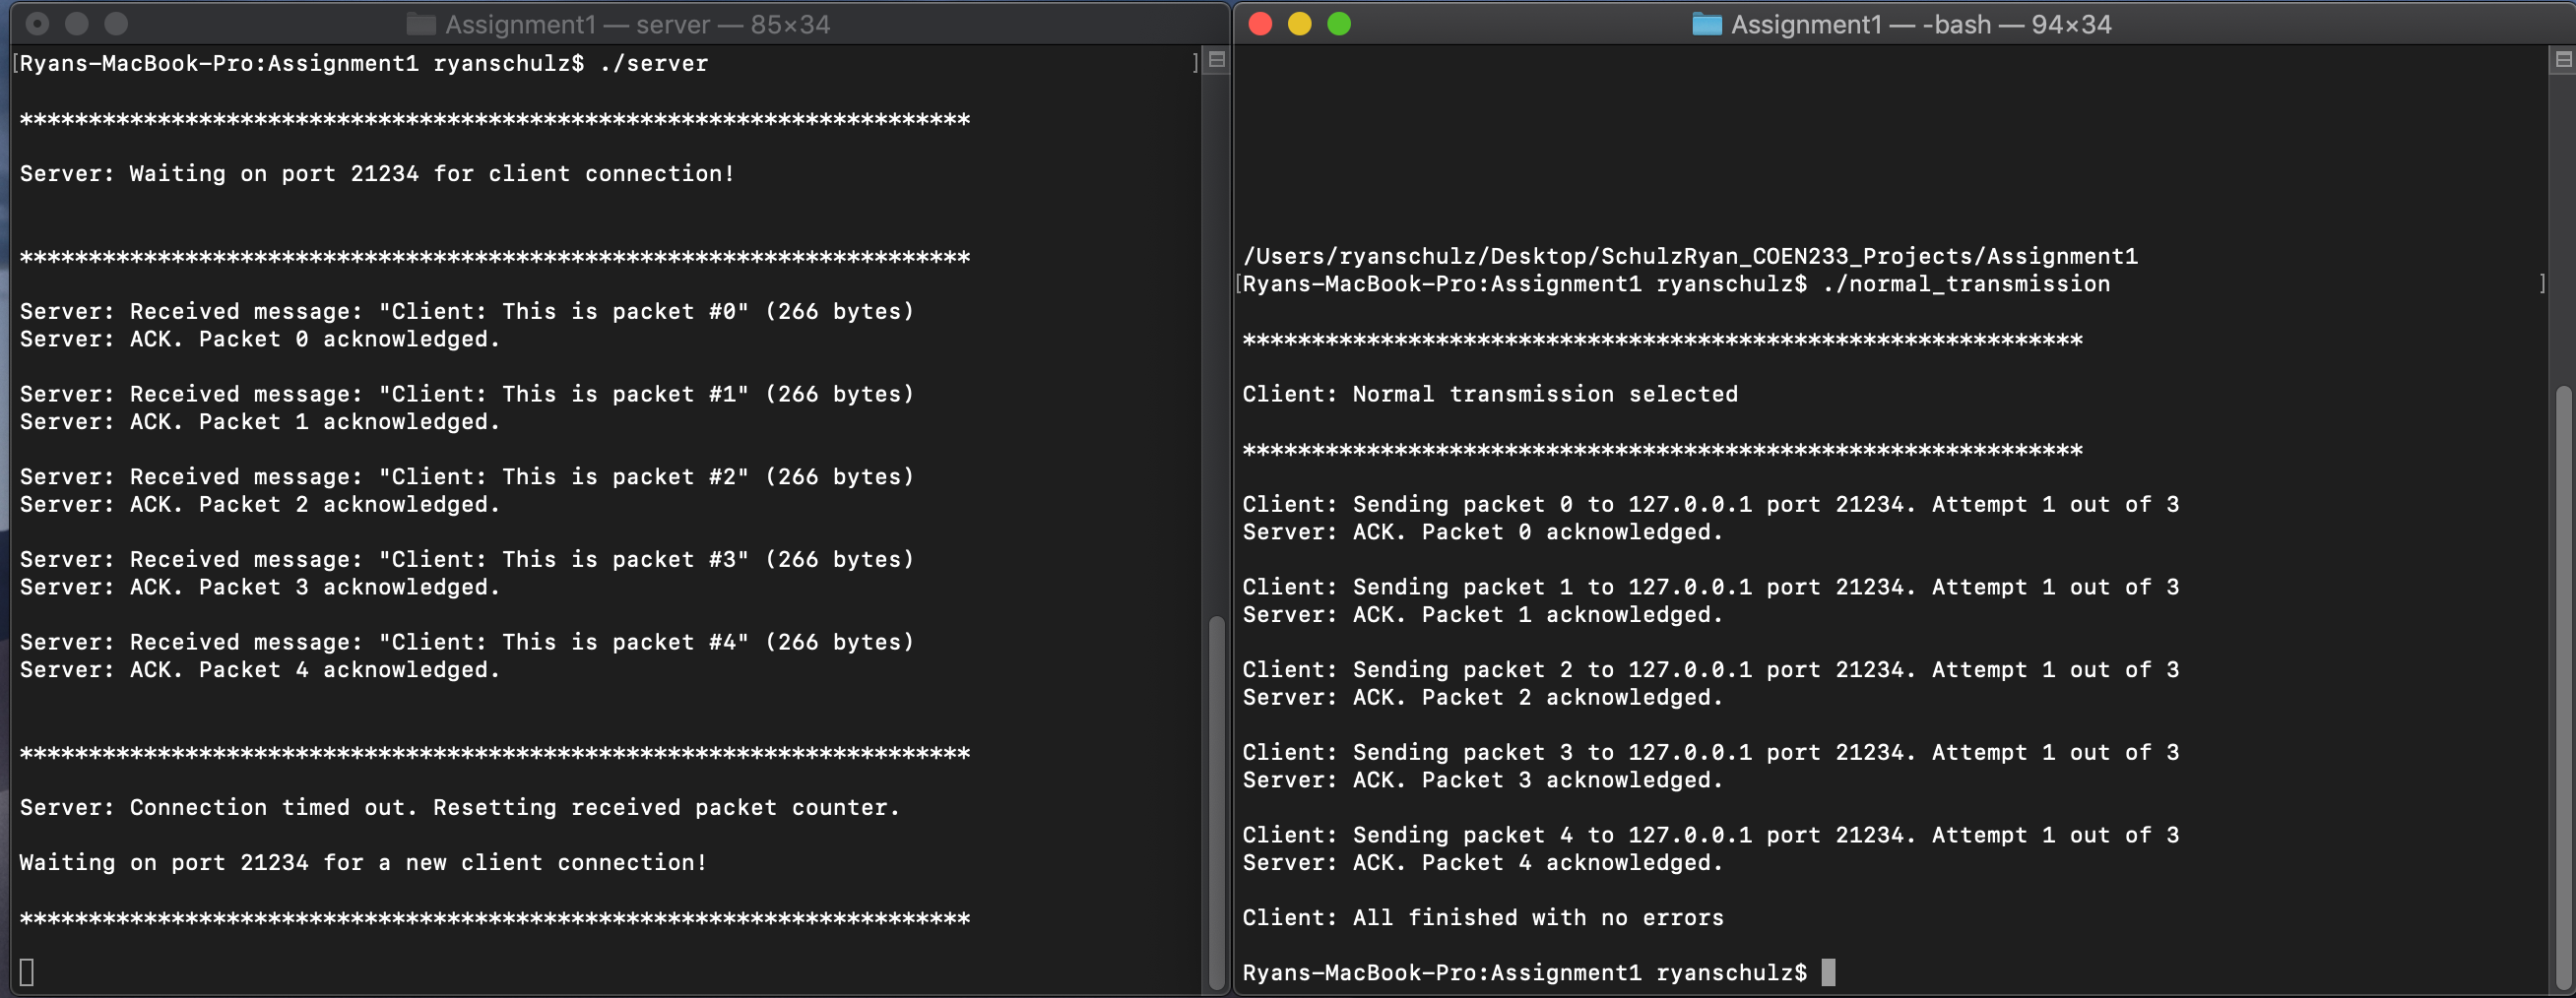 Assignment1 — server — 85×34
[Ryans-MacBook-Pro:Assignment1 ryanschulz$ ./server ]
*********************************************************************
Server: Waiting on port 21234 for client connection!
*********************************************************************
Server: Received message: "Client: This is packet #0" (266 bytes)
Server: ACK. Packet 0 acknowledged.
Server: Received message: "Client: This is packet #1" (266 bytes)
Server: ACK. Packet 1 acknowledged.
Server: Received message: "Client: This is packet #2" (266 bytes)
Server: ACK. Packet 2 acknowledged.
Server: Received message: "Client: This is packet #3" (266 bytes)
Server: ACK. Packet 3 acknowledged.
Server: Received message: "Client: This is packet #4" (266 bytes)
Server: ACK. Packet 4 acknowledged.
*********************************************************************
Server: Connection timed out. Resetting received packet counter.
Waiting on port 21234 for a new client connection!
*********************************************************************
Assignment1 — -bash — 94×34
/Users/ryanschulz/Desktop/SchulzRyan_COEN233_Projects/Assignment1
[Ryans-MacBook-Pro:Assignment1 ryanschulz$ ./normal_transmission ]
*************************************************************
Client: Normal transmission selected
*************************************************************
Client: Sending packet 0 to 127.0.0.1 port 21234. Attempt 1 out of 3
Server: ACK. Packet 0 acknowledged.
Client: Sending packet 1 to 127.0.0.1 port 21234. Attempt 1 out of 3
Server: ACK. Packet 1 acknowledged.
Client: Sending packet 2 to 127.0.0.1 port 21234. Attempt 1 out of 3
Server: ACK. Packet 2 acknowledged.
Client: Sending packet 3 to 127.0.0.1 port 21234. Attempt 1 out of 3
Server: ACK. Packet 3 acknowledged.
Client: Sending packet 4 to 127.0.0.1 port 21234. Attempt 1 out of 3
Server: ACK. Packet 4 acknowledged.
Client: All finished with no errors
Ryans-MacBook-Pro:Assignment1 ryanschulz$